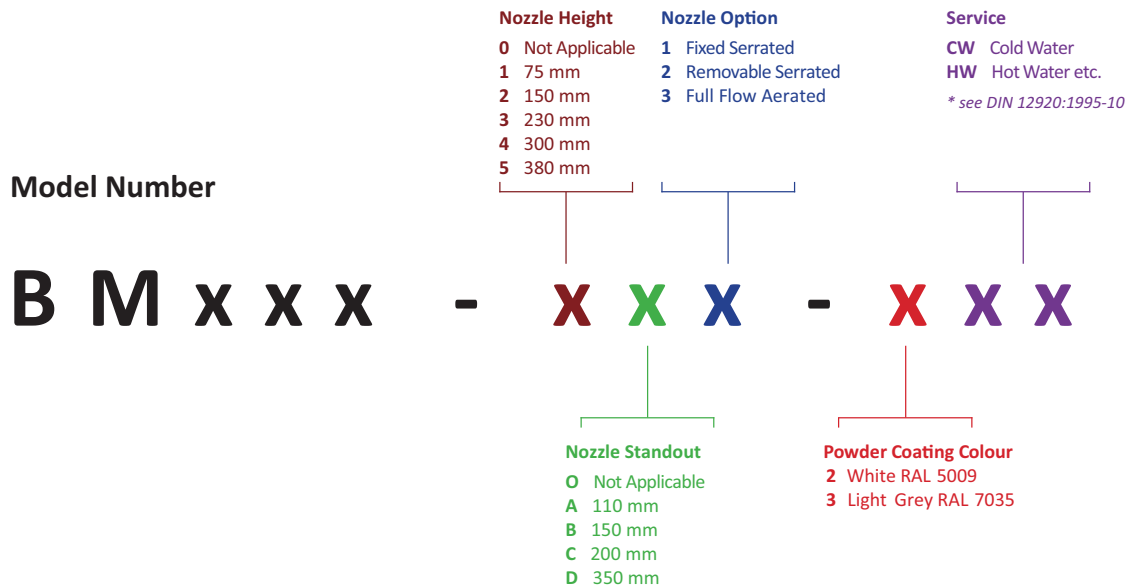 Nozzle Height
0 Not Applicable
1 75 mm
2 150 mm
3 230 mm
4 300 mm
5 380 mm
Nozzle Option
1 Fixed Serrated
2 Removable Serrated
3 Full Flow Aerated
Service
CW Cold Water
HW Hot Water etc.
* see DIN 12920:1995-10
Model Number
B M x x x - x x x - x x x
Nozzle Standout
O Not Applicable
A 110 mm
B 150 mm
C 200 mm
D 350 mm
Powder Coating Colour
2 White RAL 5009
3 Light Grey RAL 7035